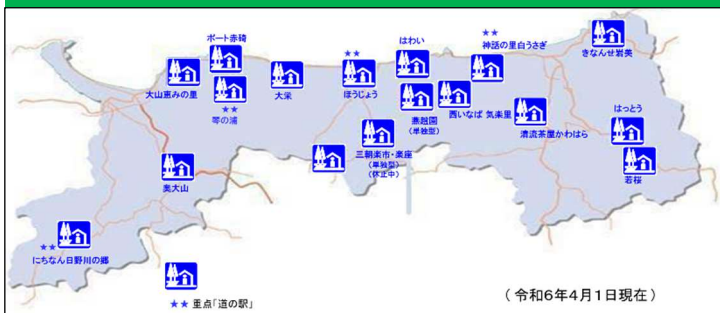 ポート赤碕
大山恵みの里
★★
琴の浦
大栄
★★
ほうじょう
はわい
★★
神話の里白うさぎ
きなんせ岩美
燕趙園
(単独型)
西いなば 気楽里
清流茶屋かわはら
はっとう
若桜
三朝楽市・楽座
(単独型)
(休止中)
奥大山
★★
にちなん日野川の郷
★★ 重点「道の駅」
(令和6年4月1日現在)